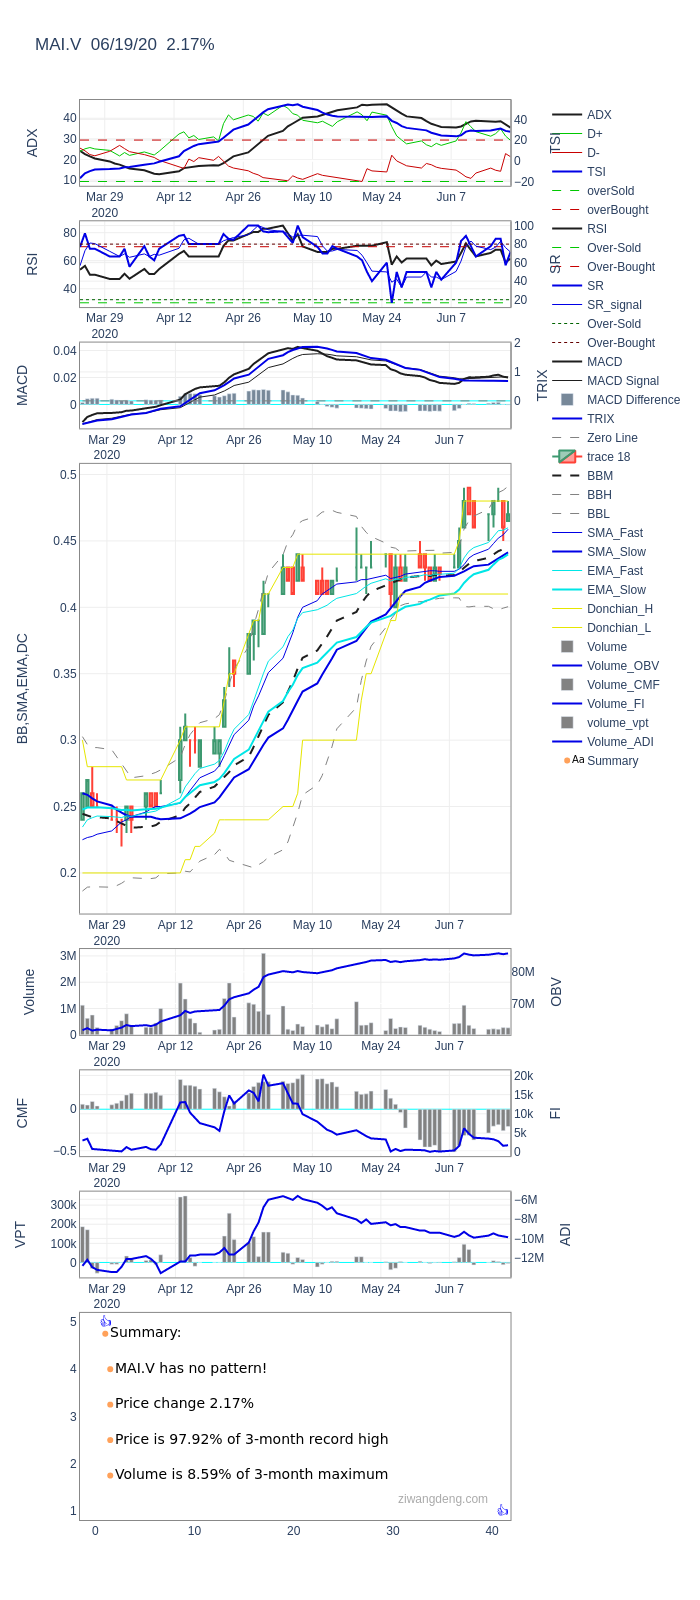 MAI.V 06/19/20 2.17%
ADX
40
30
20
10
40
20
0
−20
TSI
Mar 29
2020
Apr 12
Apr 26
May 10
May 24
Jun 7
RSI
80
60
40
100
80
60
40
20
SR
Mar 29
2020
Apr 12
Apr 26
May 10
May 24
Jun 7
MACD
0.04
0.02
0
2
1
0
TRIX
Mar 29
2020
Apr 12
Apr 26
May 10
May 24
Jun 7
BB,SMA,EMA,DC
0.5
0.45
0.4
0.35
0.3
0.25
0.2
Mar 29
2020
Apr 12
Apr 26
May 10
May 24
Jun 7
Volume
3M
2M
1M
0
80M
70M
OBV
Mar 29
2020
Apr 12
Apr 26
May 10
May 24
Jun 7
CMF
0
−0.5
20k
15k
10k
5k
0
FI
Mar 29
2020
Apr 12
Apr 26
May 10
May 24
Jun 7
VPT
300k
200k
100k
0
−6M
−8M
−10M
−12M
ADI
Mar 29
2020
Apr 12
Apr 26
May 10
May 24
Jun 7
5
4
3
2
1
Summary:
MAI.V has no pattern!
Price change 2.17%
Price is 97.92% of 3-month record high
Volume is 8.59% of 3-month maximum
ziwangdeng.com
0
10
20
30
40
ADX
D+
D-
TSI
overSold
overBought
RSI
Over-Sold
Over-Bought
SR
SR_signal
Over-Sold
Over-Bought
MACD
MACD Signal
MACD Difference
TRIX
Zero Line
trace 18
BBM
BBH
BBL
SMA_Fast
SMA_Slow
EMA_Fast
EMA_Slow
Donchian_H
Donchian_L
Volume
Volume_OBV
Volume_CMF
Volume_FI
volume_vpt
Volume_ADI
Aa Summary